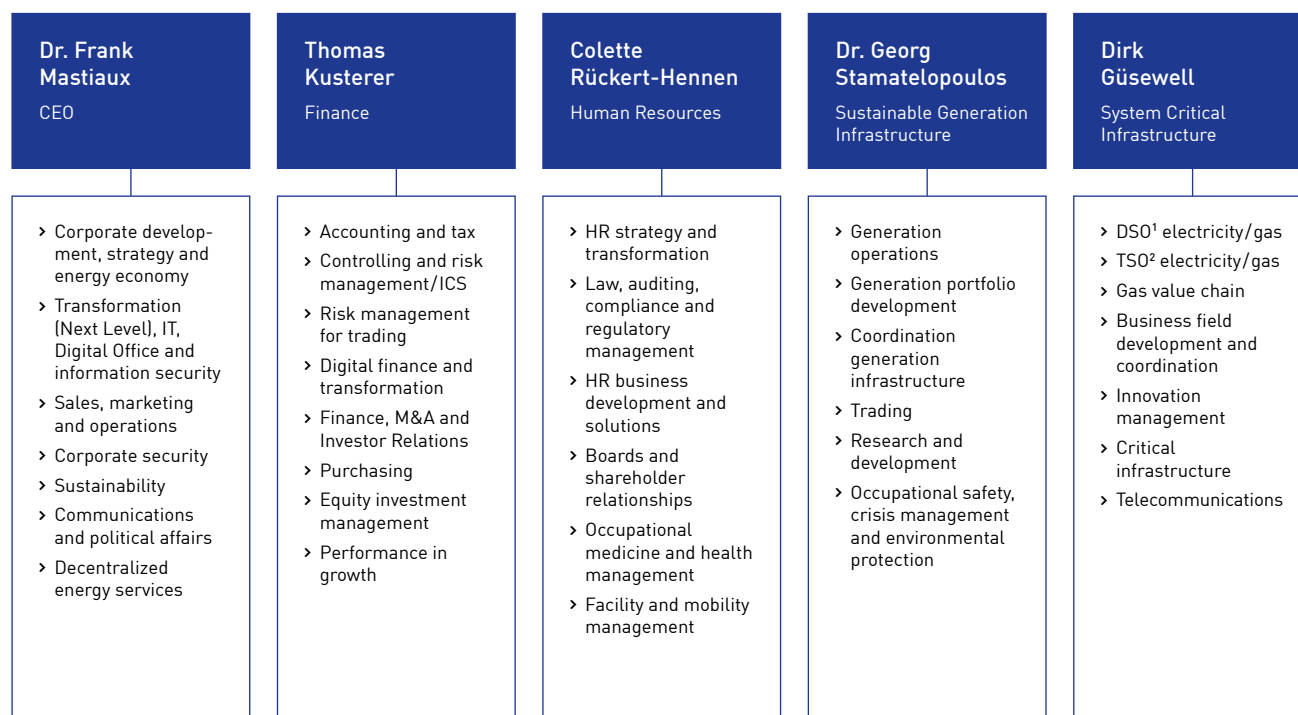 Dr. Frank
Mastiaux
CEO
› Corporate develop-
ment, strategy and
energy economy
› Transformation
(Next Level), IT,
Digital Office and
information security
› Sales, marketing
and operations
› Corporate security
› Sustainability
› Communications
and political affairs
› Decentralized
energy services
Thomas
Kusterer
Finance
› Accounting and tax
› Controlling and risk
management/ICS
› Risk management
for trading
› Digital finance and
transformation
› Finance, M&A and
Investor Relations
› Purchasing
› Equity investment
management
› Performance in
growth
Colette
Rückert-Hennen
Human Resources
› HR strategy and
transformation
› Law, auditing,
compliance and
regulatory
management
› HR business
development and
solutions
› Boards and
shareholder
relationships
› Occupational
medicine and health
management
› Facility and mobility
management
Dr. Georg
Stamatelopoulos
Sustainable Generation
Infrastructure
› Generation
operations
› Generation portfolio
development
› Coordination
generation
infrastructure
› Trading
› Research and
development
› Occupational safety,
crisis management
and environmental
protection
Dirk
Güsewell
System Critical
Infrastructure
› DSO¹ electricity/gas
› TSO² electricity/gas
› Gas value chain
› Business field
development and
coordination
› Innovation
management
› Critical
infrastructure
› Telecommunications